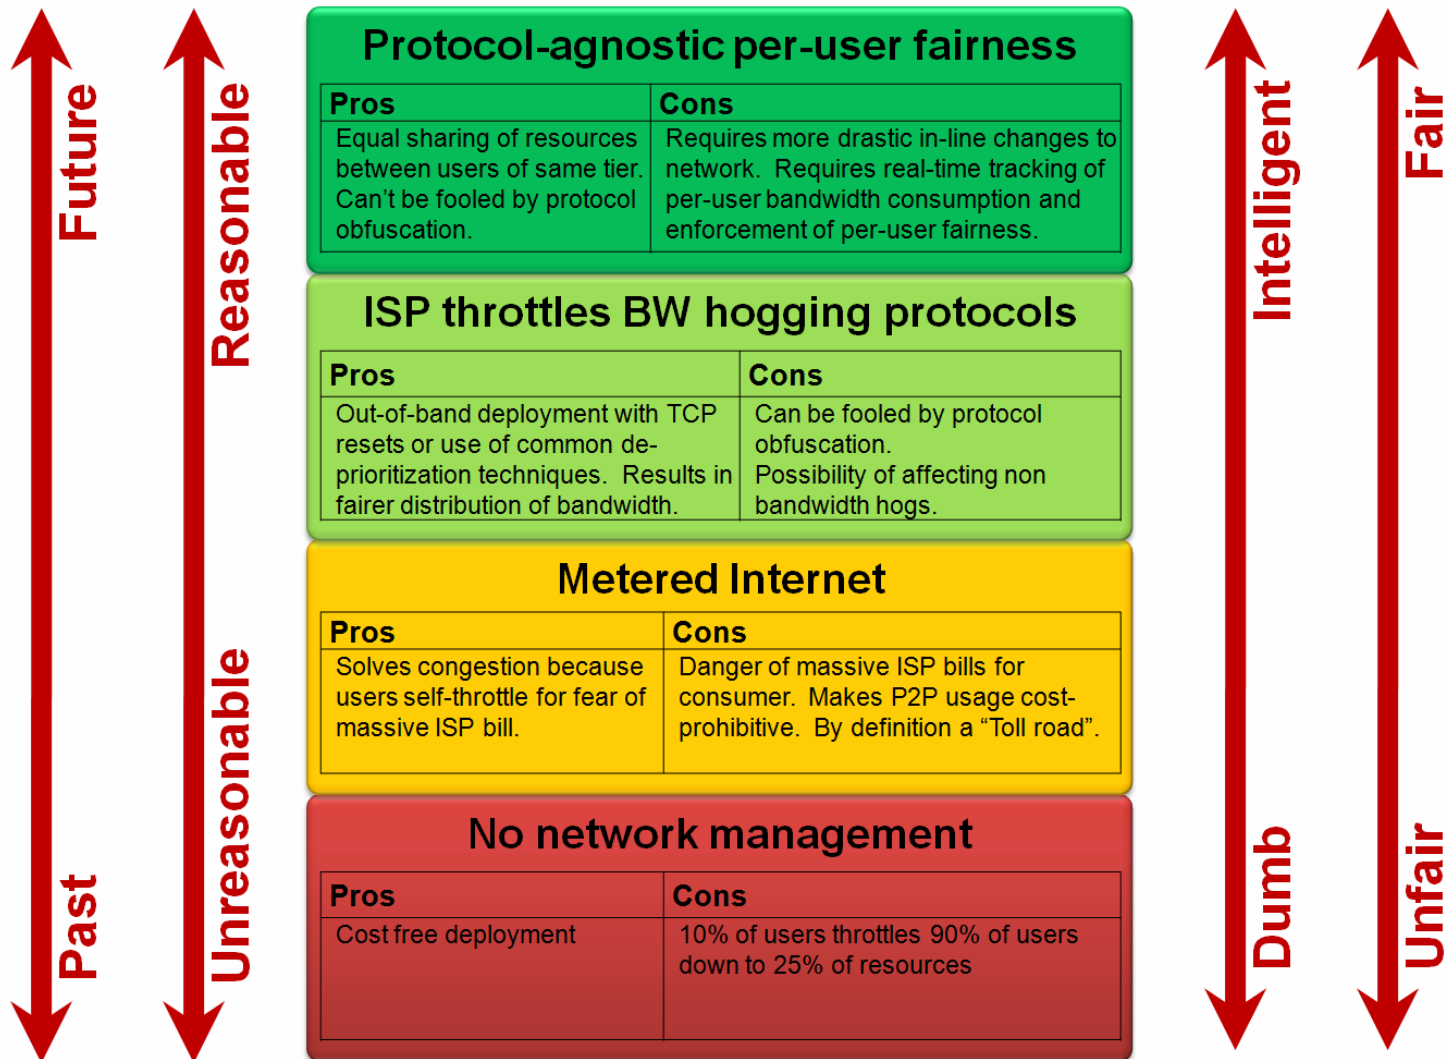 Protocol-agnostic per-user fairness
Pros
Cons
Equal sharing of resources
between users of same tier.
Can't be fooled by protocol
obfuscation.
Requires more drastic in-line changes to
network. Requires real-time tracking of
per-user bandwidth consumption and
enforcement of per-user fairness.
ISP throttles BW hogging protocols
Pros
Cons
Out-of-band deployment with TCP
resets or use of common de-
prioritization techniques. Results in
fairer distribution of bandwidth.
Can be fooled by protocol
obfuscation.
Possibility of affecting non
bandwidth hogs.
Metered Internet
Pros
Cons
Solves congestion because
users self-throttle for fear of
massive ISP bill.
Danger of massive ISP bills for
consumer. Makes P2P usage cost-
prohibitive. By definition a “Toll road”.
No network management
Pros
Cons
Cost free deployment
10% of users throttles 90% of users
down to 25% of resources
Future
Past
Reasonable
Unreasonable
Intelligent
Dumb
Fair
Unfair